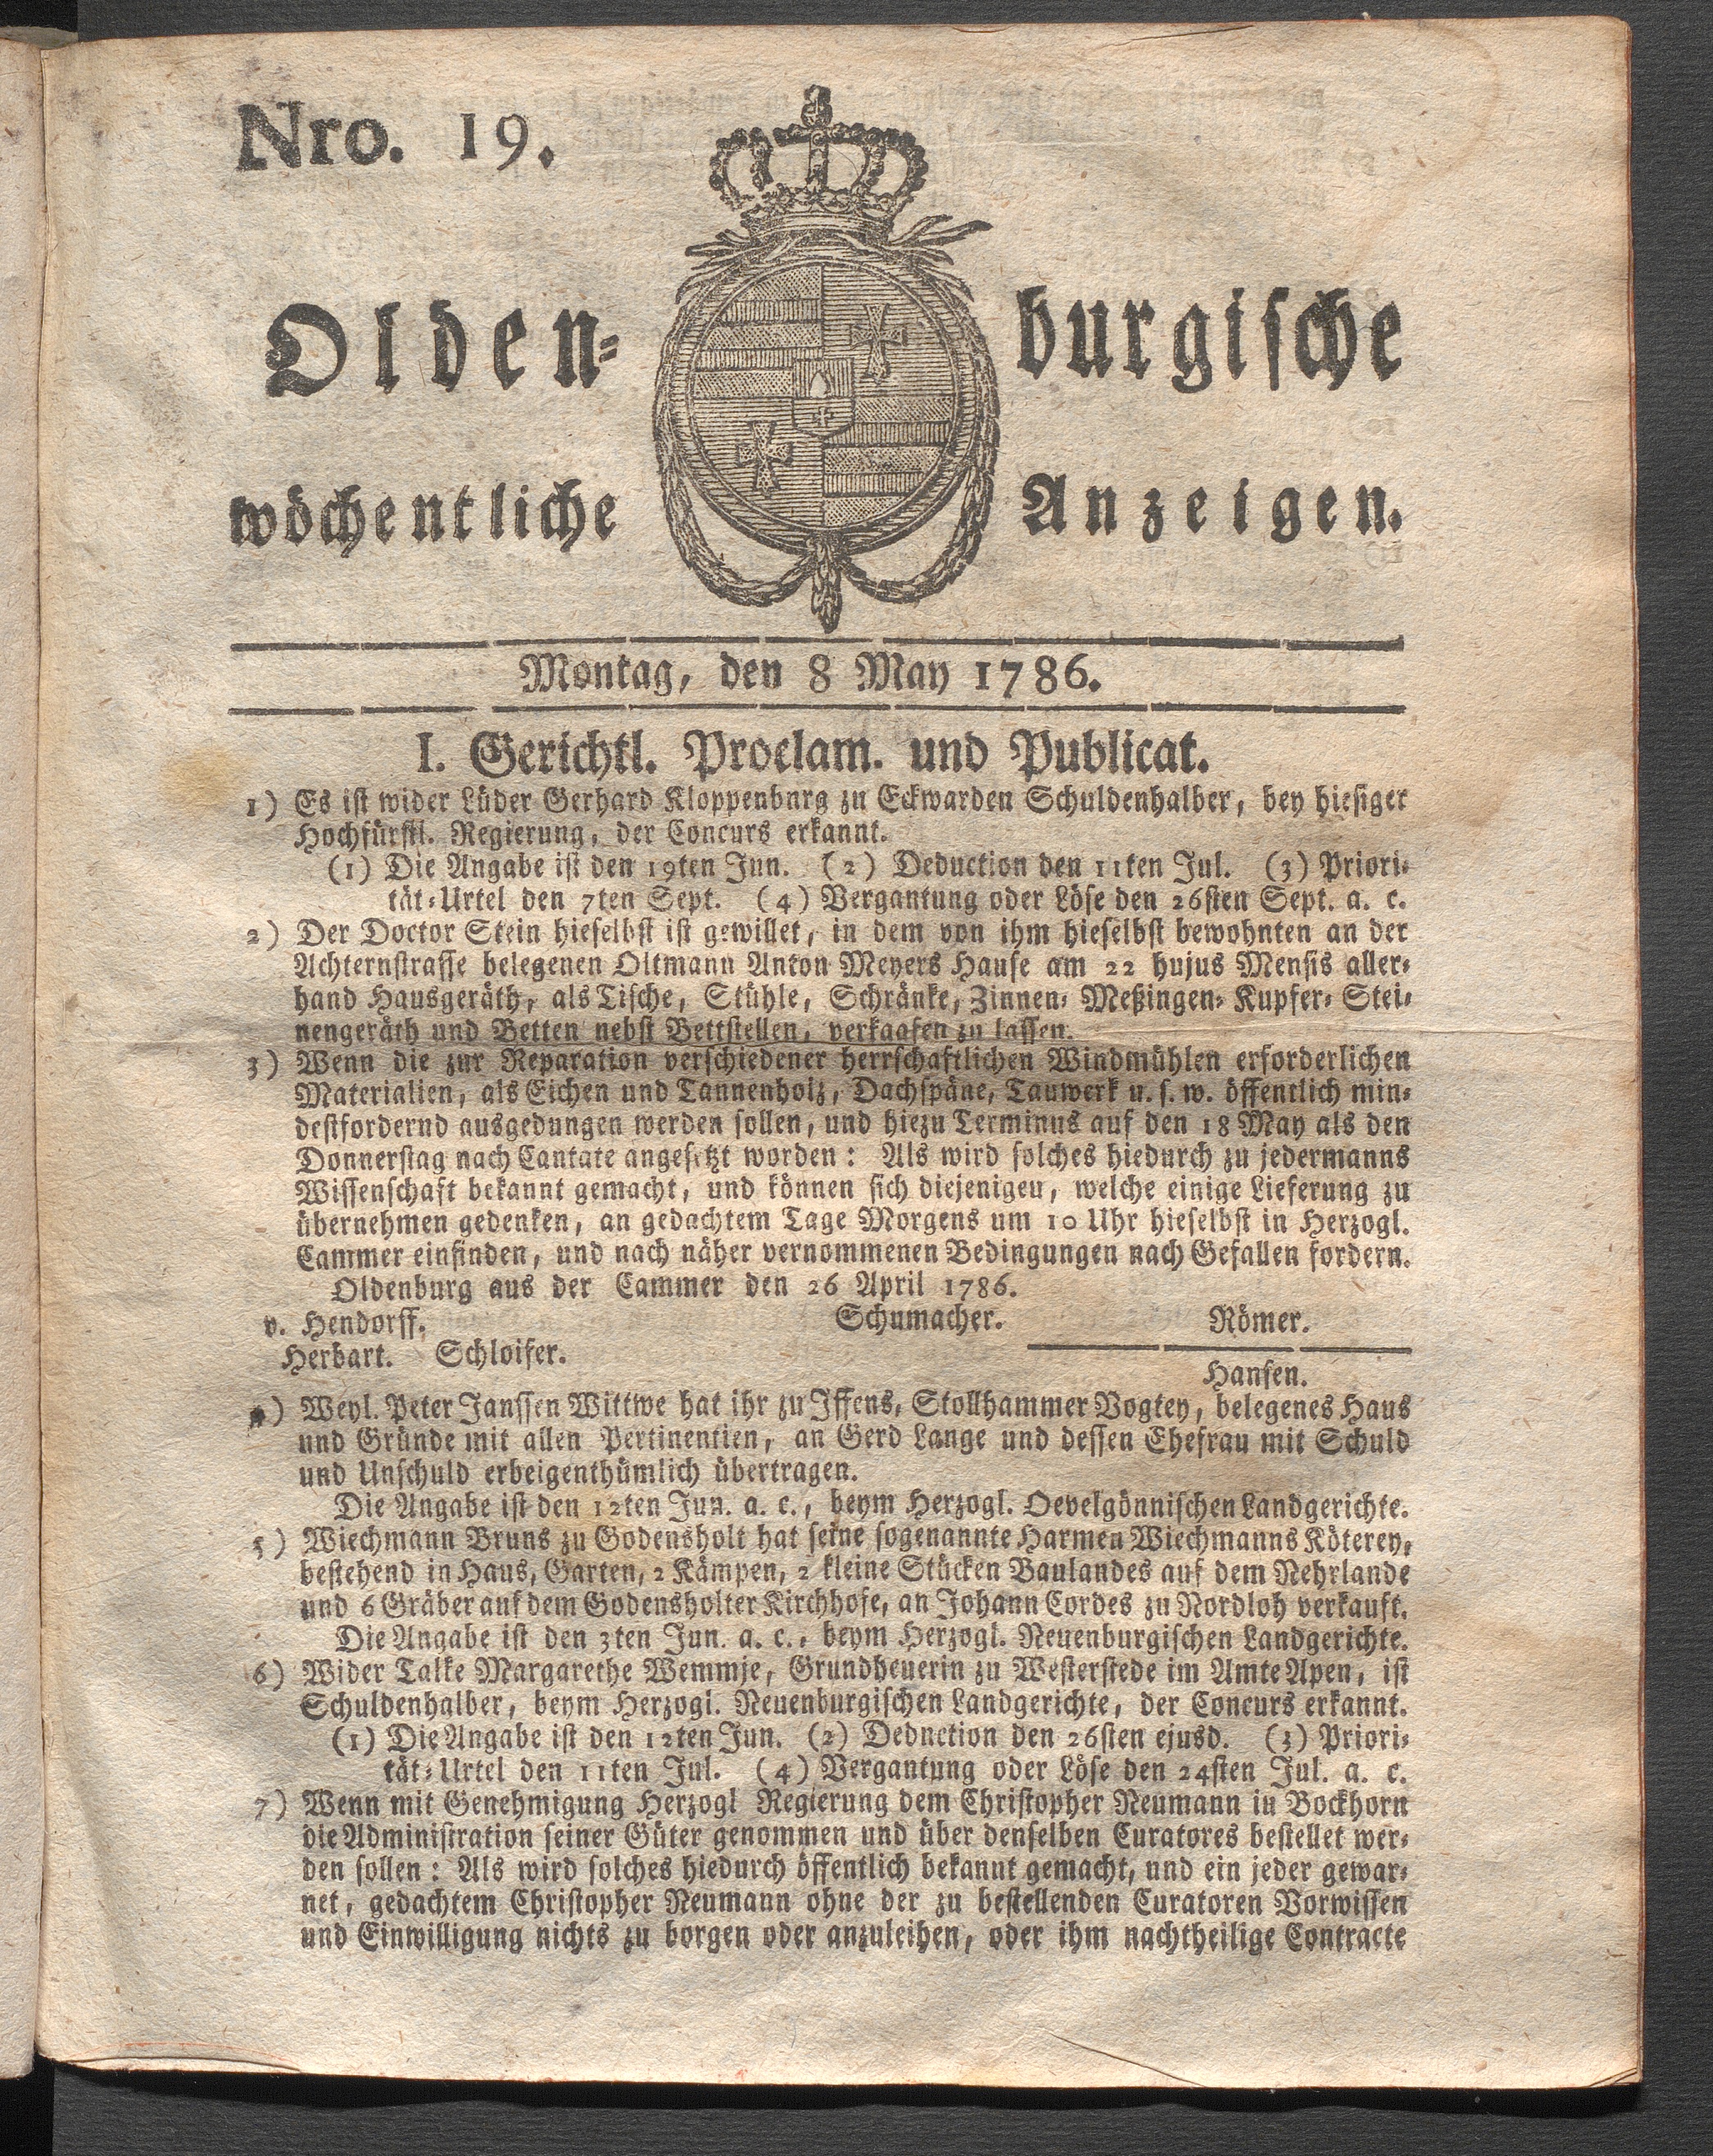 Nro. 19.
Olden-burgische
wöchentliche Anzeigen.
Montag, den 8 May 1786.
I. Gerichtl. Proclam. und Publicat.
1) Es ist wider Lüder Gerhard Kloppenburg zu Eckwarden Schuldenhalber, bey hiesiger
Hochfürstl. Regierung, der Concurs erkannt.
(1) Die Angabe ist den 19ten Jun. (2) Deduction den 11ten Jul. (3) Priori-
tät-Urtel den 7ten Sept. (4) Vergantung oder Löse den 26sten Sept. a. c.
2) Der Doctor Stein hieselbst ist gewillet, in dem von ihm hieselbst bewohnten an der
Achternstrasse belegenen Oltmann Anton Meyers Hause am 22 hujus Mensis aller-
hand Hausgeräth, als Tische, Stühle, Schränke, Zinnen- Meßingen- Kupfer- Stei-
nengeräth und Betten nebst Bettstellen, verkaafen zu lassen.
3) Wenn die zur Reparation verschiedener herrschaftlichen Windmühlen erforderlichen
Materialien, als Eichen und Tannenholz, Dachspäne, Tauwerk u. s. w. öffentlich min-
destfordernd ausgedungen werden sollen, und hiezu Terminus auf den 18 May als den
Donnerstag nach Cantate angesetzt worden: Als wird solches hiedurch zu jedermanns
Wissenschaft bekannt gemacht, und können sich diejenigeu, welche einige Lieferung zu
übernehmen gedenken, an gedachtem Tage Morgens um 10 Uhr hieselbst in Herzogl.
Cammer einfinden, und nach näher vernommenen Bedingungen nach Gefallen fordern.
Oldenburg aus der Cammer den 26 April 1786.
v. Hendorff. Schumacher. Römer.
Herbart. Schloifer.
Hansen.
4) Weyl. Peter Janssen Wittwe hat ihr zu Iffens, Stollhammer Vogtey, belegenes Haus
und Gründe mit allen Pertinentien, an Gerd Lange und dessen Ehefrau mit Schuld
und Unschuld erbeigenthümlich übertragen.
Die Angabe ist den 12ten Jun. a. c., beym Herzogl. Oevelgönnischen Landgerichte.
5) Wiechmann Bruns zu Godensholt hat seine sogenannte Harmen Wiechmanns Köterey,
bestehend in Haus, Garten, 2 Kämpen, 2 kleine Stücken Baulandes auf dem Nehrlande
und 6 Gräber auf dem Godensholter Kirchhofe, an Johann Cordes zu Nordloh verkauft.
Die Angabe ist den 3ten Jun. a. c., beym Herzogl. Neuenburgischen Landgerichte.
6) Wider Talke Margarethe Wemmje, Grundheuerin zu Westerstede im Amte Apen, ist
Schuldenhalber, beym Herzogl. Neuenburgischen Landgerichte, der Concurs erkannt.
(1) Die Angabe ist den 12ten Jun. (2) Deduction den 26sten ejusd. (3) Priori-
tät-Urtel den 11ten Jul. (4) Vergantung oder Löse den 24sten Jul. a. c.
7) Wenn mit Genehmigung Herzogl Regierung dem Christopher Neumann in Bockhorn
die Administration seiner Güter genommen und über denselben Curatores bestellet wer-
den sollen: Als wird solches hiedurch öffentlich bekannt gemacht, und ein jeder gewar-
net, gedachtem Christopher Neumann ohne der zu bestellenden Curatoren Vorwissen
und Einwilligung nichts zu borgen oder anzuleihen, oder ihm nachtheilige Contracte